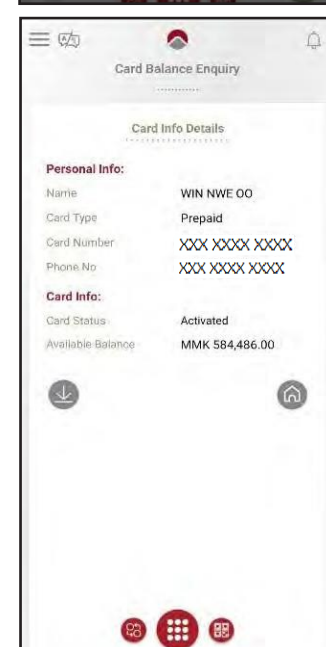 Card Balance Enquiry
Card Info Details
Personal Info:
Name WIN NWE OO
Card Type Prepaid
Card Number XXX XXXX XXXX
Phone No XXX XXXX XXXX
Card Info:
Card Status Activated
Available Balance MMK 584,486.00